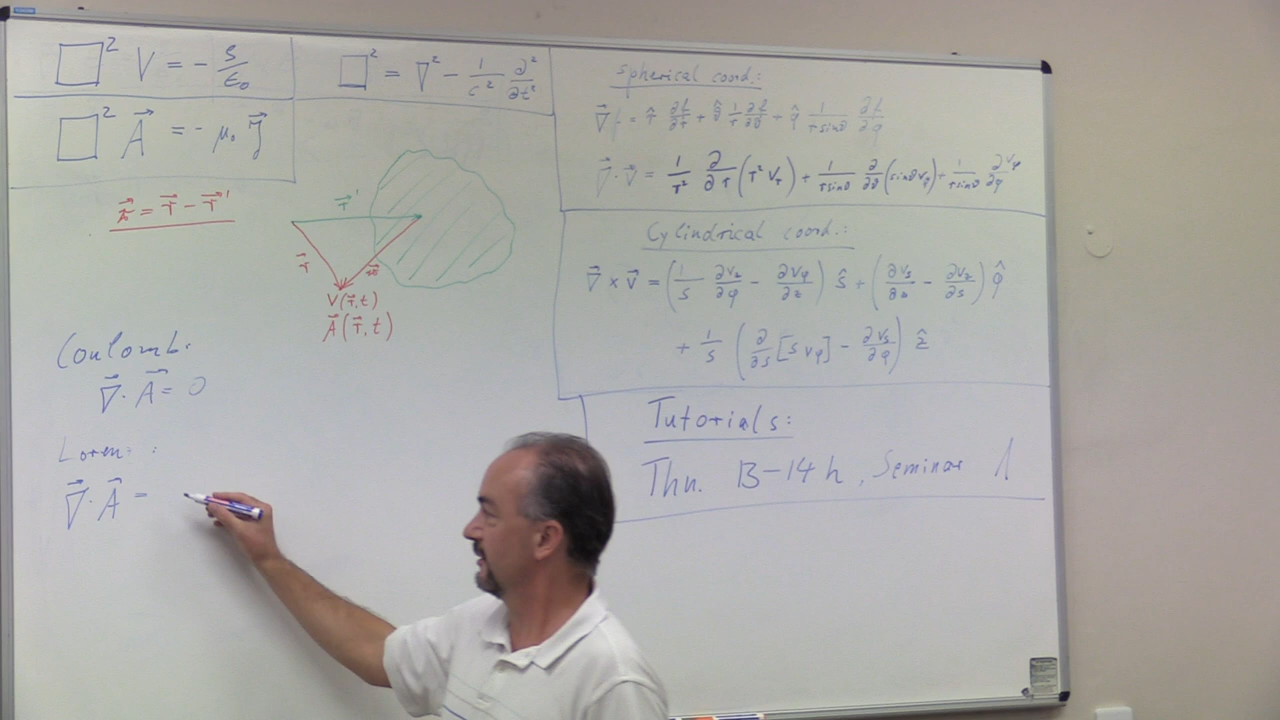 □² V = - ρ/ε₀
□² = ∇² - 1/c² ∂²/∂t²
□² A⃗ = - μ₀ J⃗
𝓇⃗ = r⃗ - r⃗'
r⃗'
r⃗
𝓇⃗
V(r⃗,t)
A⃗(r⃗,t)
Coulomb:
∇⃗·A⃗ = 0
Loren :
∇⃗·A⃗ =
spherical coord.:
∇⃗f = r̂ ∂f/∂r + θ̂ 1/r ∂f/∂θ + φ̂ 1/(r sinθ) ∂f/∂φ
∇⃗·v⃗ = 1/r² ∂/∂r (r² v_r) + 1/(r sinθ) ∂/∂θ (sinθ v_θ) + 1/(r sinθ) ∂v_φ/∂φ
Cylindrical coord.:
∇⃗ × v⃗ = (1/s ∂v_z/∂φ - ∂v_φ/∂z) ŝ + (∂v_s/∂z - ∂v_z/∂s) φ̂
+ 1/s (∂/∂s [s v_φ] - ∂v_s/∂φ) ẑ
Tutorials:
Thu. 13-14 h, Seminar 1